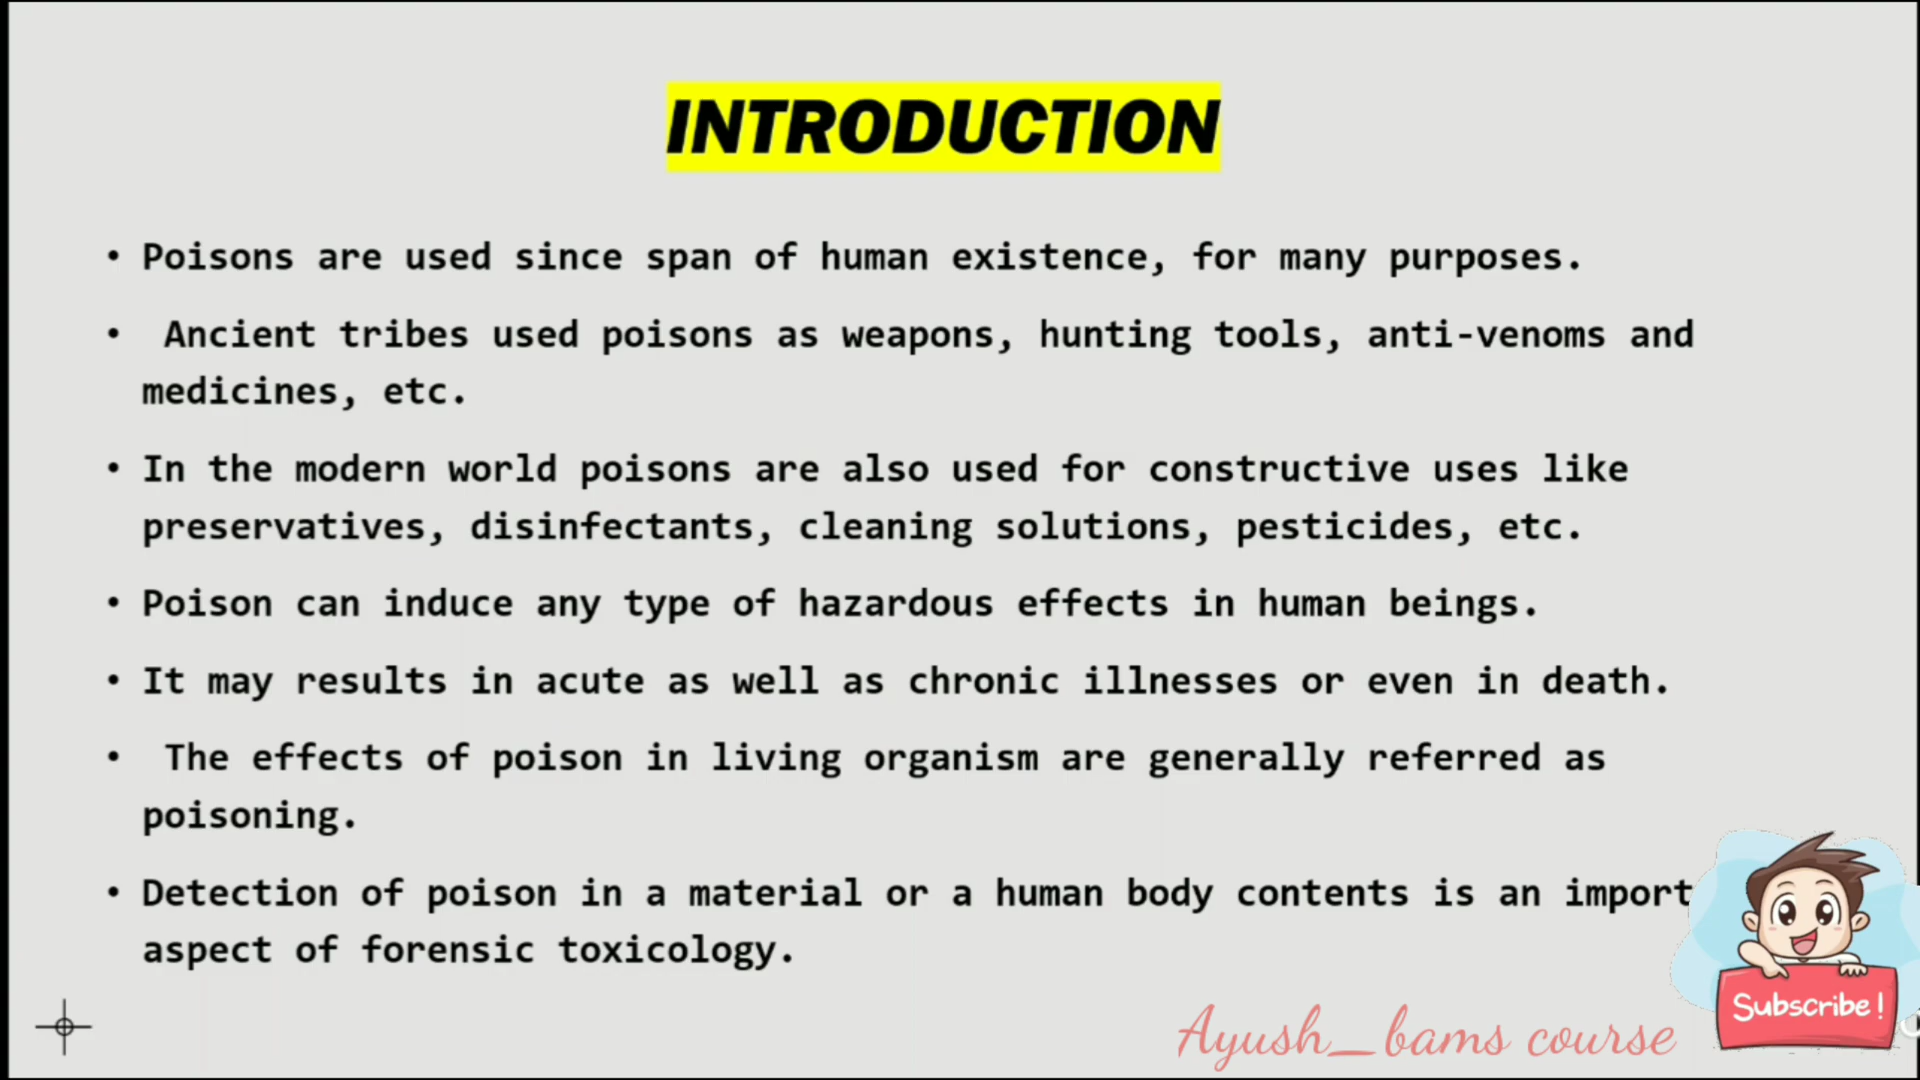 INTRODUCTION
• Poisons are used since span of human existence, for many purposes.
• Ancient tribes used poisons as weapons, hunting tools, anti-venoms and
medicines, etc.
• In the modern world poisons are also used for constructive uses like
preservatives, disinfectants, cleaning solutions, pesticides, etc.
• Poison can induce any type of hazardous effects in human beings.
• It may results in acute as well as chronic illnesses or even in death.
• The effects of poison in living organism are generally referred as
poisoning.
• Detection of poison in a material or a human body contents is an import
aspect of forensic toxicology.
Subscribe!
Ayush_bams course